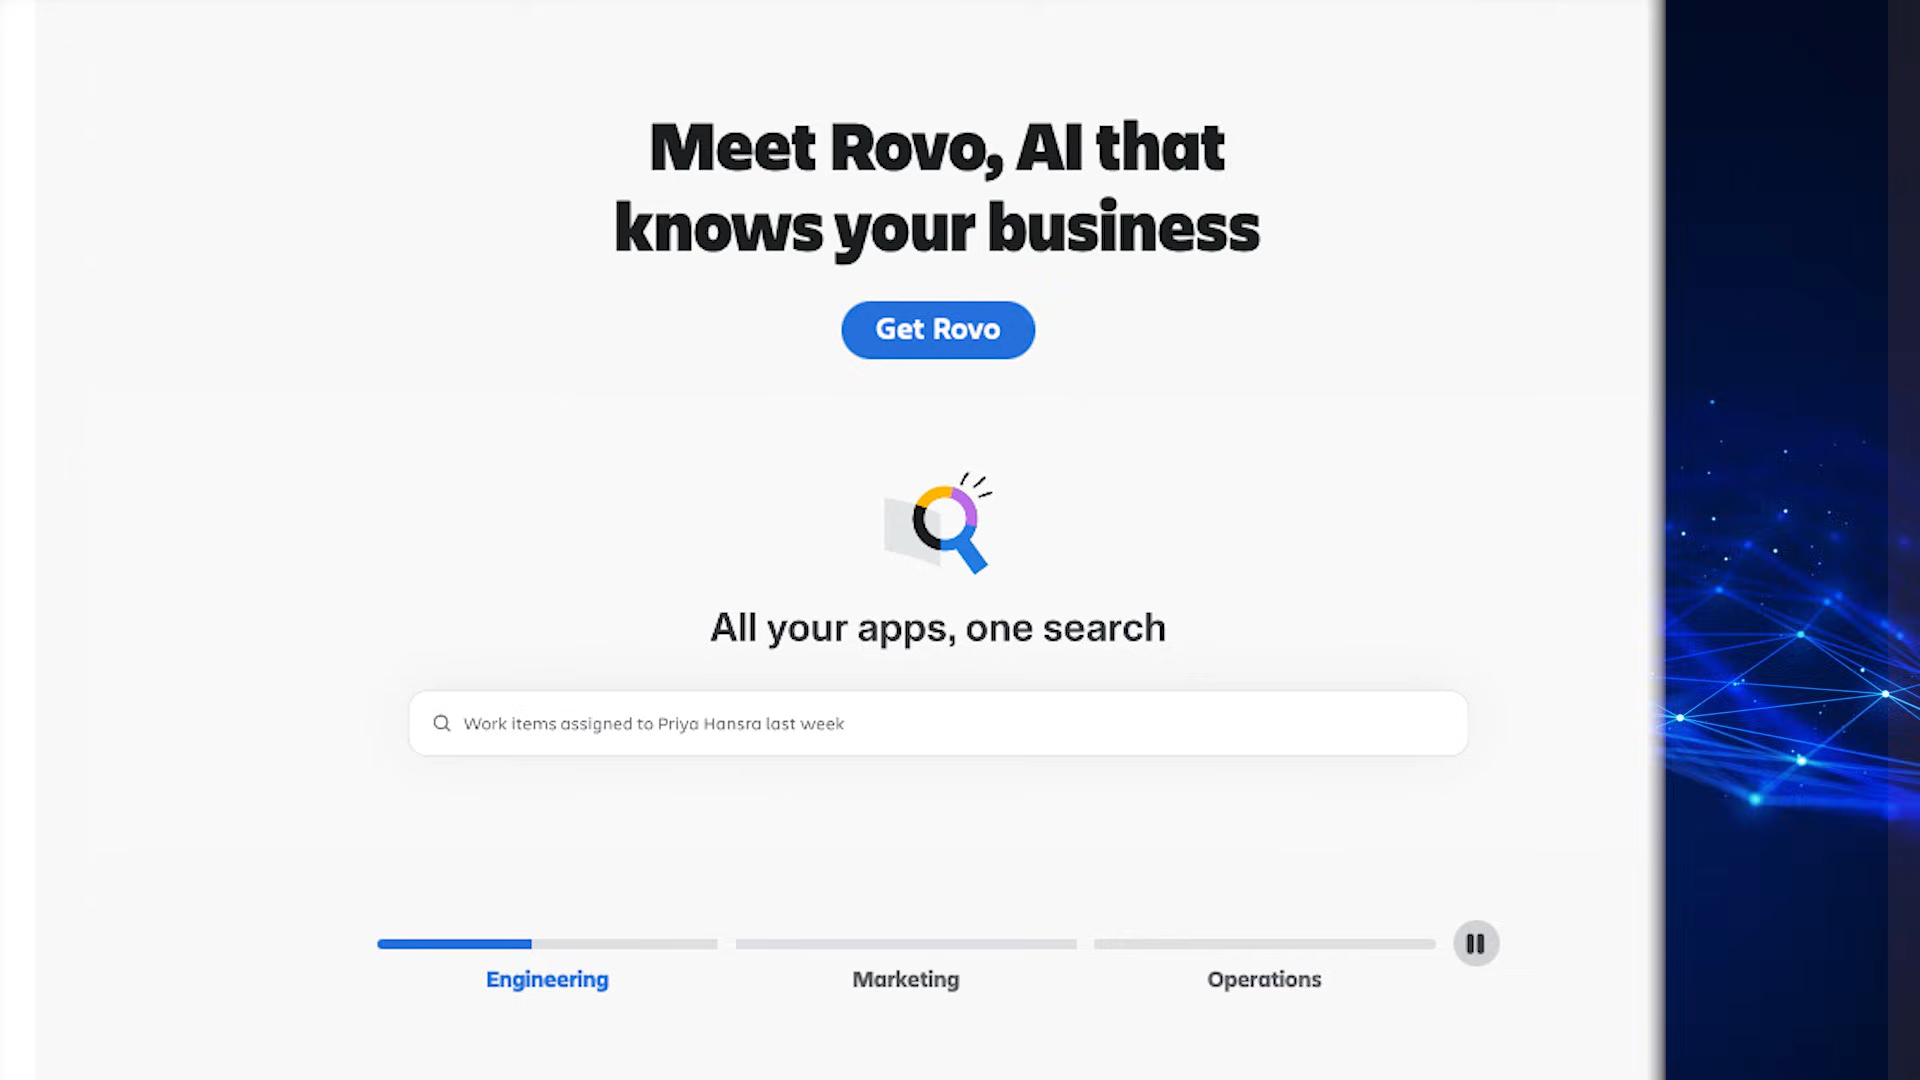 Meet Rovo, AI that
knows your business
Get Rovo
All your apps, one search
Work items assigned to Priya Hansra last week
Engineering
Marketing
Operations